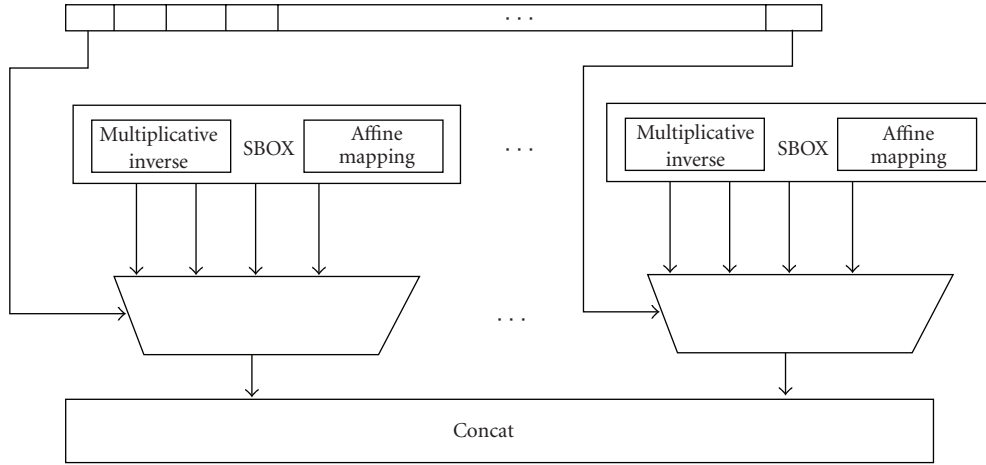 ...
Multiplicative
inverse
SBOX
Affine
mapping
...
Multiplicative
inverse
SBOX
Affine
mapping
...
Concat